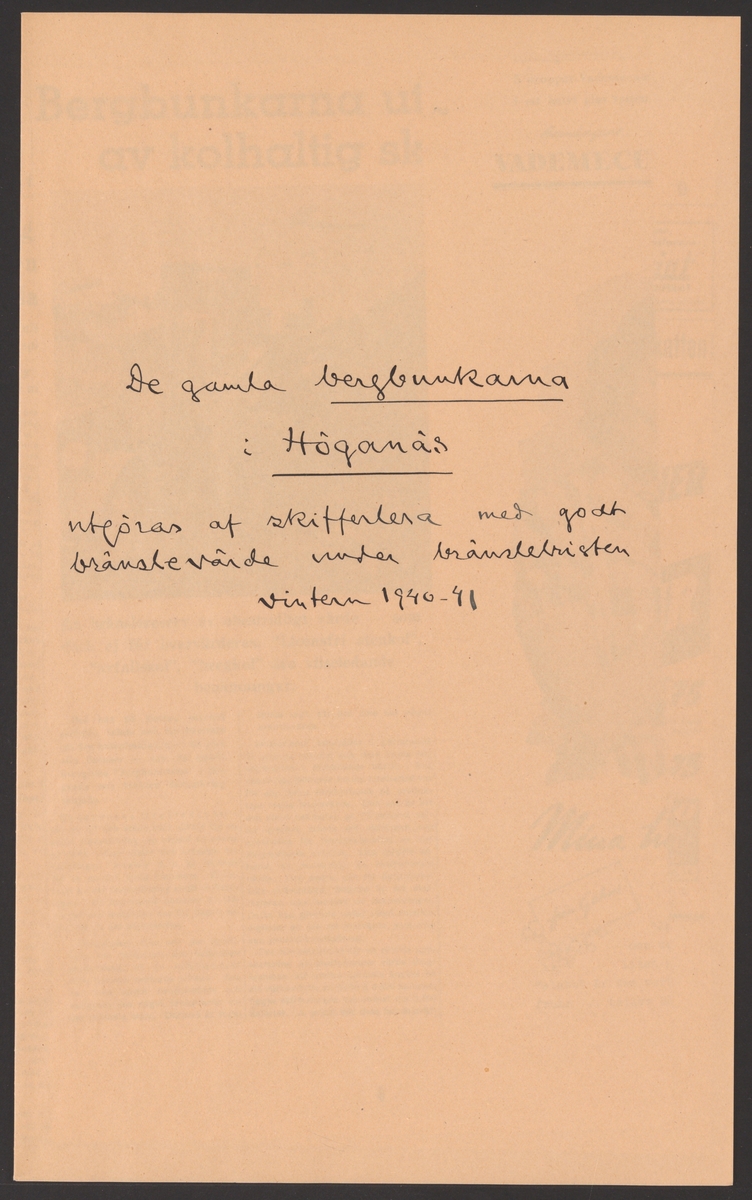 De gamla bergbunkarna
i Höganäs
utgöras af skifferlera med godt
bränslevärde under bränslebristen
vintern 1940-41